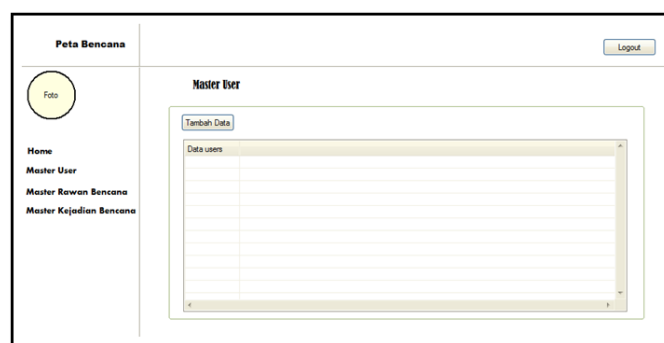 Peta Bencana
Logout
Foto
Master User
Tambah Data
Home
Master User
Master Rawan Bencana
Master Kejadian Bencana
Data users